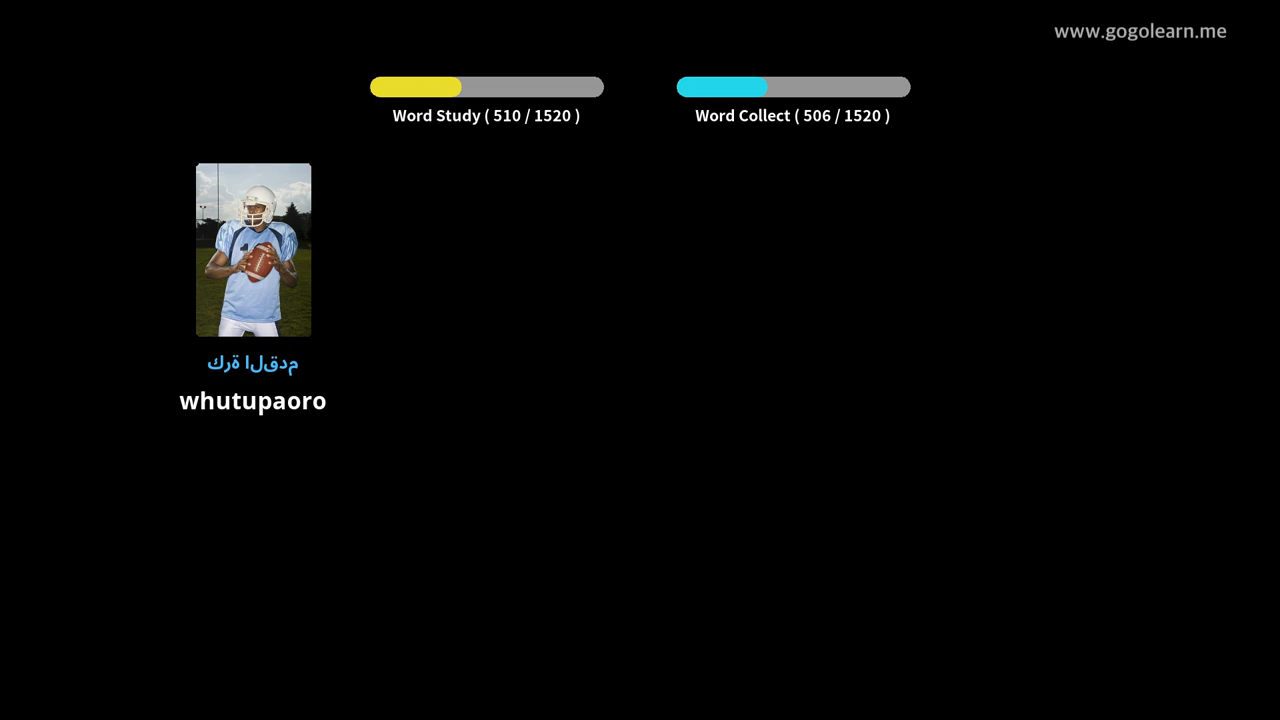 www.gogolearn.me
Word Study ( 510 / 1520 )
Word Collect ( 506 / 1520 )
كرة القدم
whutupaoro